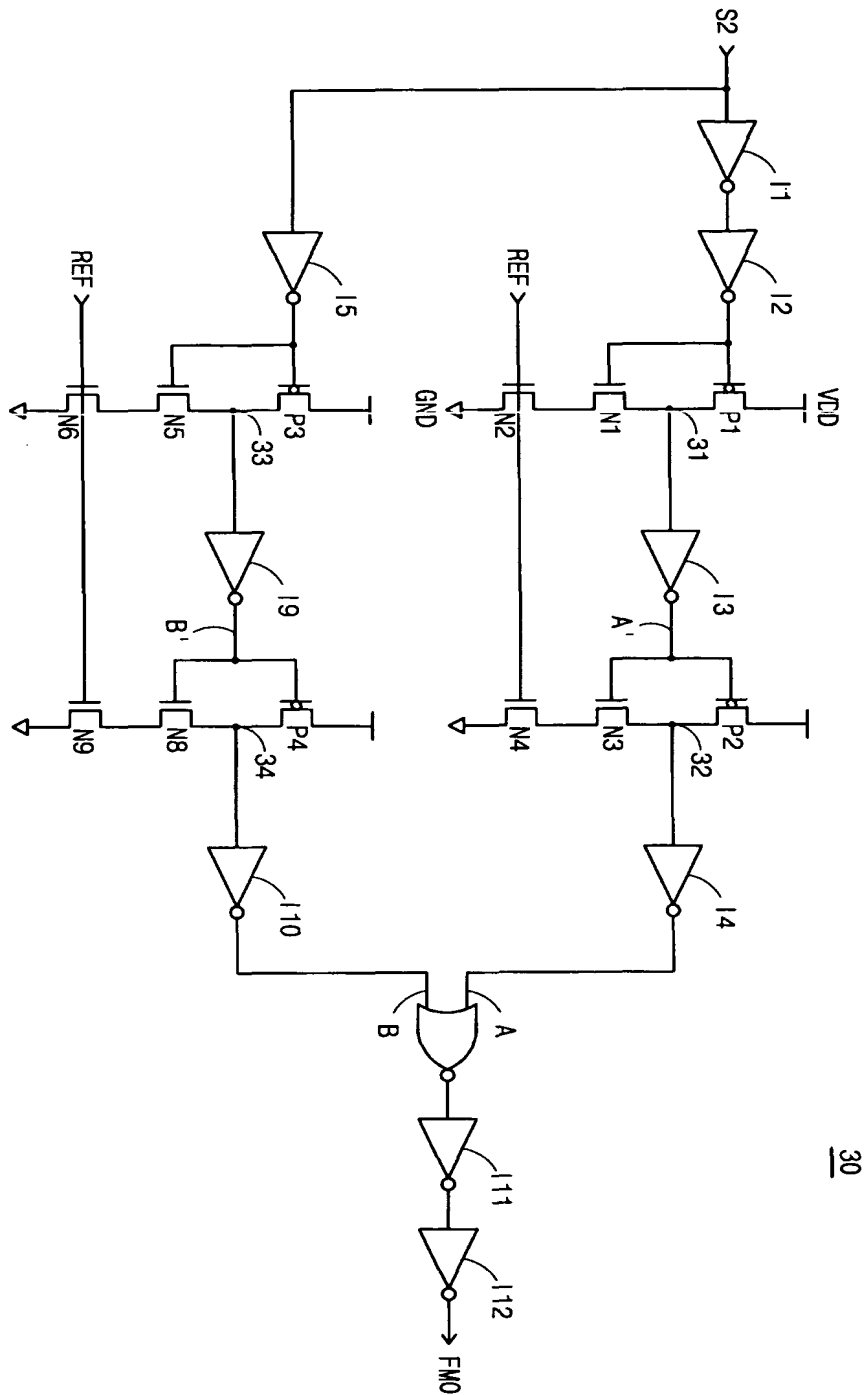 30
VDD
I1
I2
S2
P1
P2
I3
I4
31
32
A'
N1
N3
REF
N2
N4
A
I11
I12
FMO
GND
B
I5
P3
P4
I9
I10
33
34
B'
N5
N8
REF
N6
N9